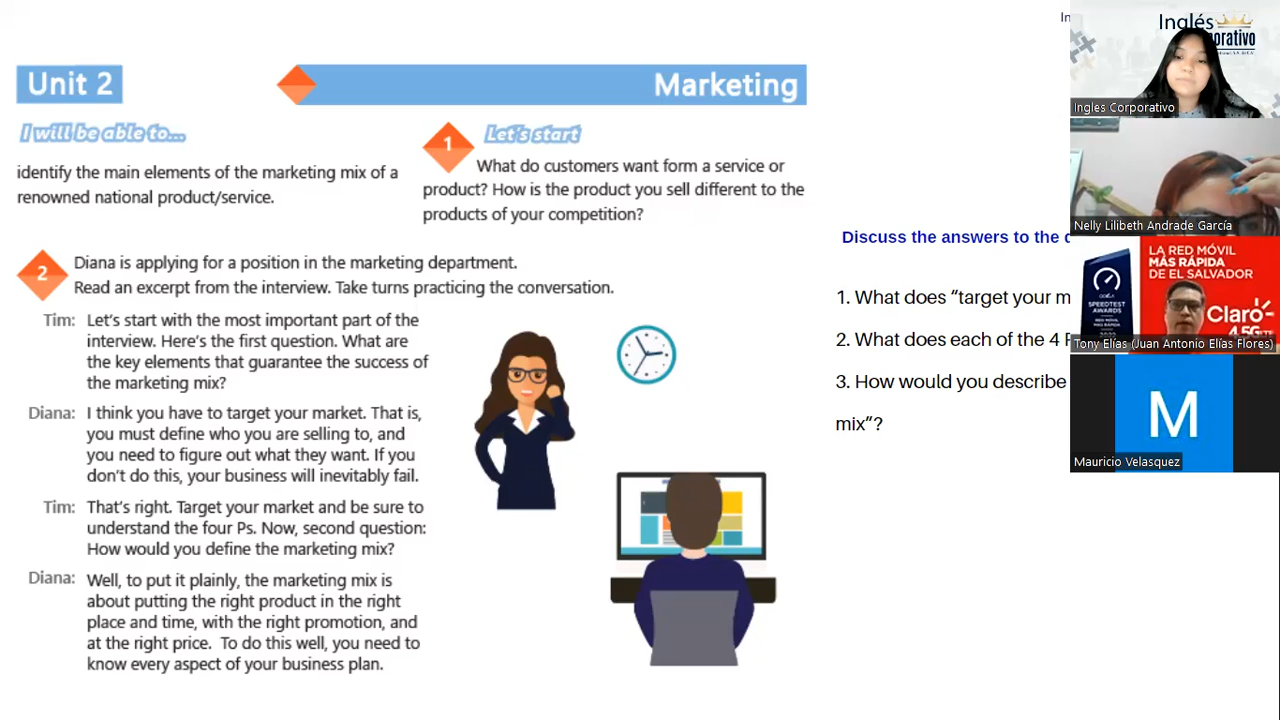 Unit 2
Marketing
I will be able to...
identify the main elements of the marketing mix of a
renowned national product/service.
1
Let's start
What do customers want form a service or
product? How is the product you sell different to the
products of your competition?
2
Diana is applying for a position in the marketing department.
Read an excerpt from the interview. Take turns practicing the conversation.
Tim: Let's start with the most important part of the
interview. Here's the first question. What are
the key elements that guarantee the success of
the marketing mix?
Diana: I think you have to target your market. That is,
you must define who you are selling to, and
you need to figure out what they want. If you
don't do this, your business will inevitably fail.
Tim: That's right. Target your market and be sure to
understand the four Ps. Now, second question:
How would you define the marketing mix?
Diana: Well, to put it plainly, the marketing mix is
about putting the right product in the right
place and time, with the right promotion, and
at the right price. To do this well, you need to
know every aspect of your business plan.
Discuss the answers to the
1. What does “target your m
2. What does each of the 4
3. How would you describe
mix”?
Inglés
Ingles Corporativo
Nelly Lilibeth Andrade García
LA RED MÓVIL
MÁS RÁPIDA
DE EL SALVADOR
SPEEDTEST
AWARDS
Claro
4.5G
Tony Elías (Juan Antonio Elías Flores)
M
Mauricio Velasquez